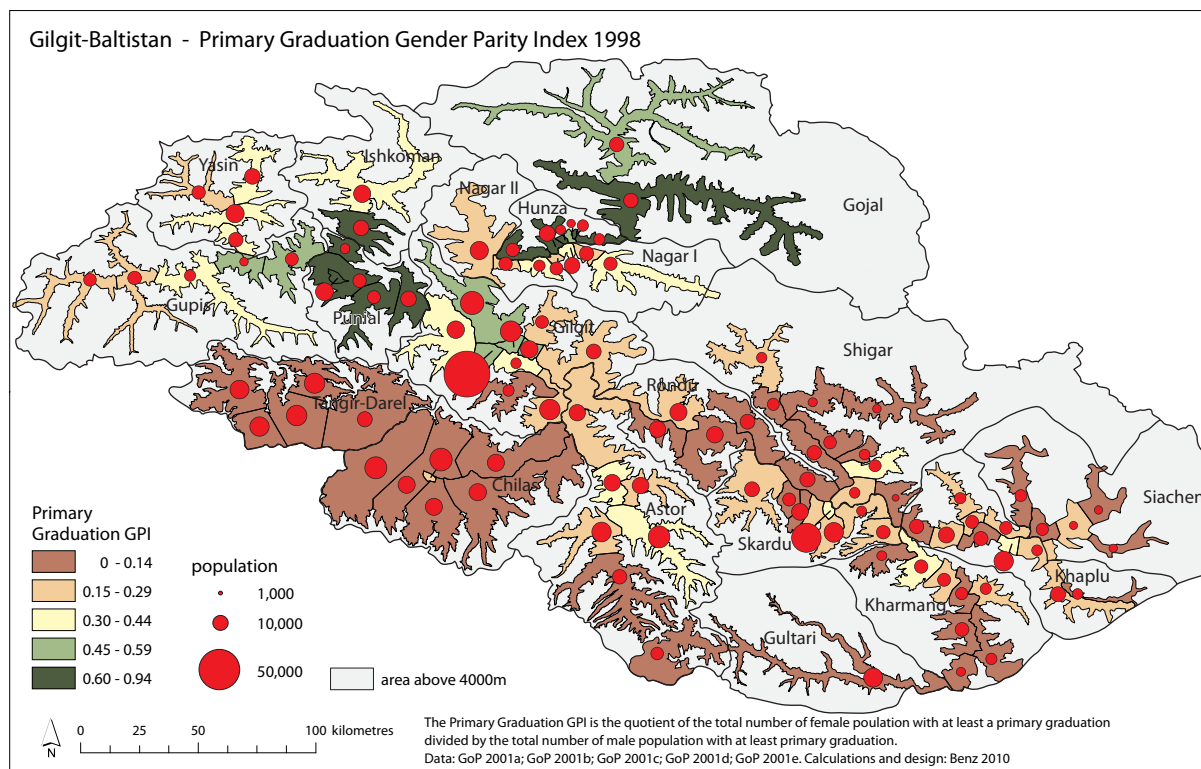 Gilgit-Baltistan - Primary Graduation Gender Parity Index 1998
Yasin
Ishkoman
Nagar II
Hunza
Gojal
Nagar I
Gupis
Punial
Gilgit
Shigar
Rondu
Tangir-Darel
Chilas
Siachen
Astor
Skardu
Khaplu
Kharmang
Gultari
Primary
Graduation GPI
0 - 0.14
0.15 - 0.29
0.30 - 0.44
0.45 - 0.59
0.60 - 0.94
population
1,000
10,000
50,000
area above 4000m
N
0 50 100 kilometres
The Primary Graduation GPI is the quotient of the total number of female poulation with at least a primary graduation
divided by the total number of male population with at least primary graduation.
Data: GoP 2001a; GoP 2001b; GoP 2001c; GoP 2001d; GoP 2001e. Calculations and design: Benz 2010